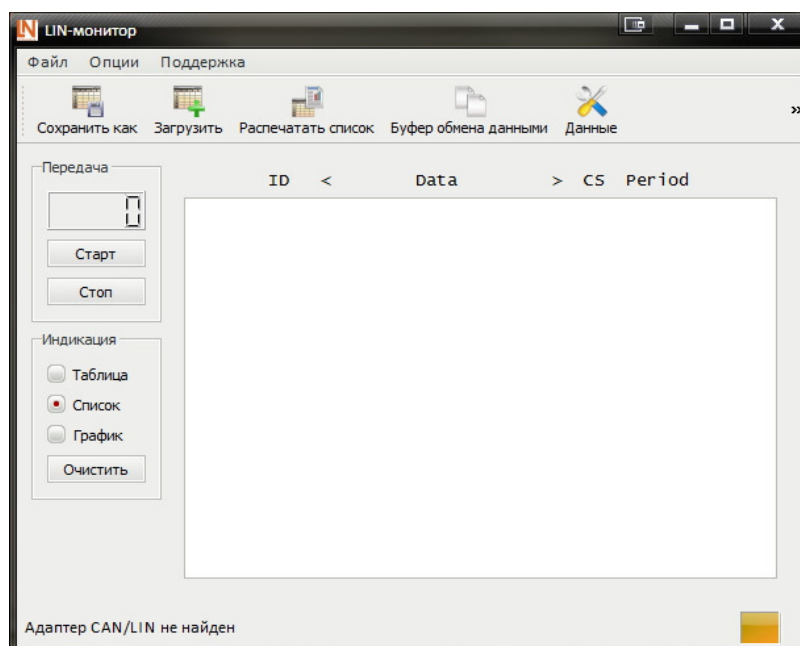 LIN-монитор
Файл Опции Поддержка
Сохранить как Загрузить Распечатать список Буфер обмена данными Данные »
Передача
ID < Data > CS Period
0
Старт
Стоп
Индикация
Таблица
Список
График
Очистить
Адаптер CAN/LIN не найден